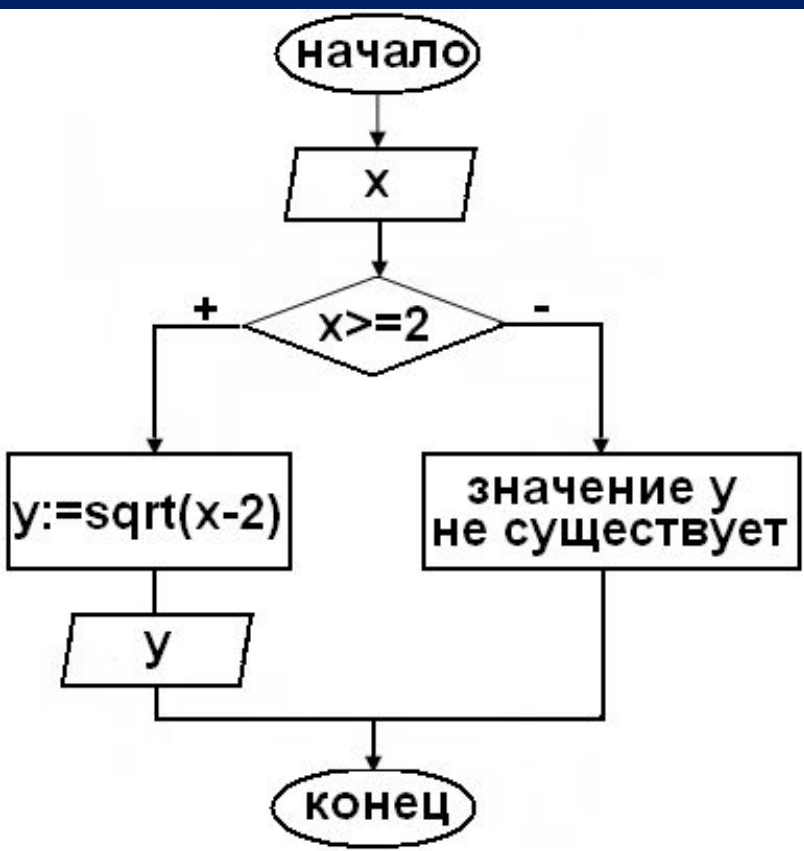 начало
x
x>=2
+
-
y:=sqrt(x-2)
значение y
не существует
y
конец